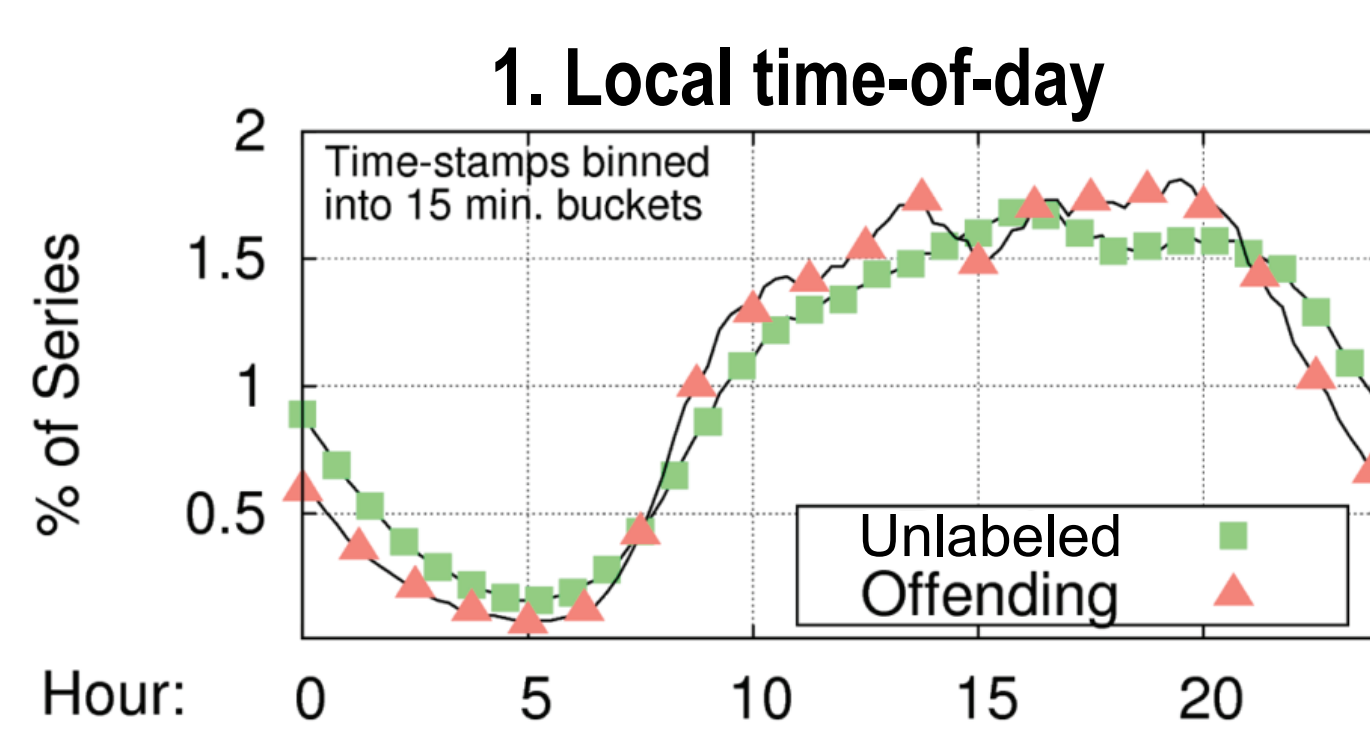 1. Local time-of-day
2
Time-stamps binned
into 15 min. buckets
1.5
1
0.5
% of Series
Unlabeled
Offending
Hour: 0 5 10 15 20